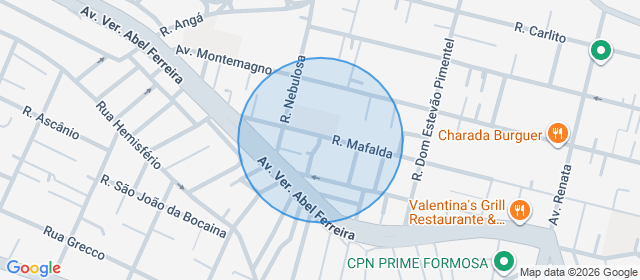 R. Angá
R. Carlito
Av. Ver. Abel Ferreira
Av. Montemagno
R. Nebulosa
R. Dom Estevão Pimentel
R. Ascânio
Rua Hemisfério
Charada Burguer
R. Mafalda
Av. Renata
R. São João da Bocaina
Av. Ver. Abel Ferreira
Valentina's Grill
Restaurante &...
Rua Grecco
CPN PRIME FORMOSA
Google
Map data ©2026 Google